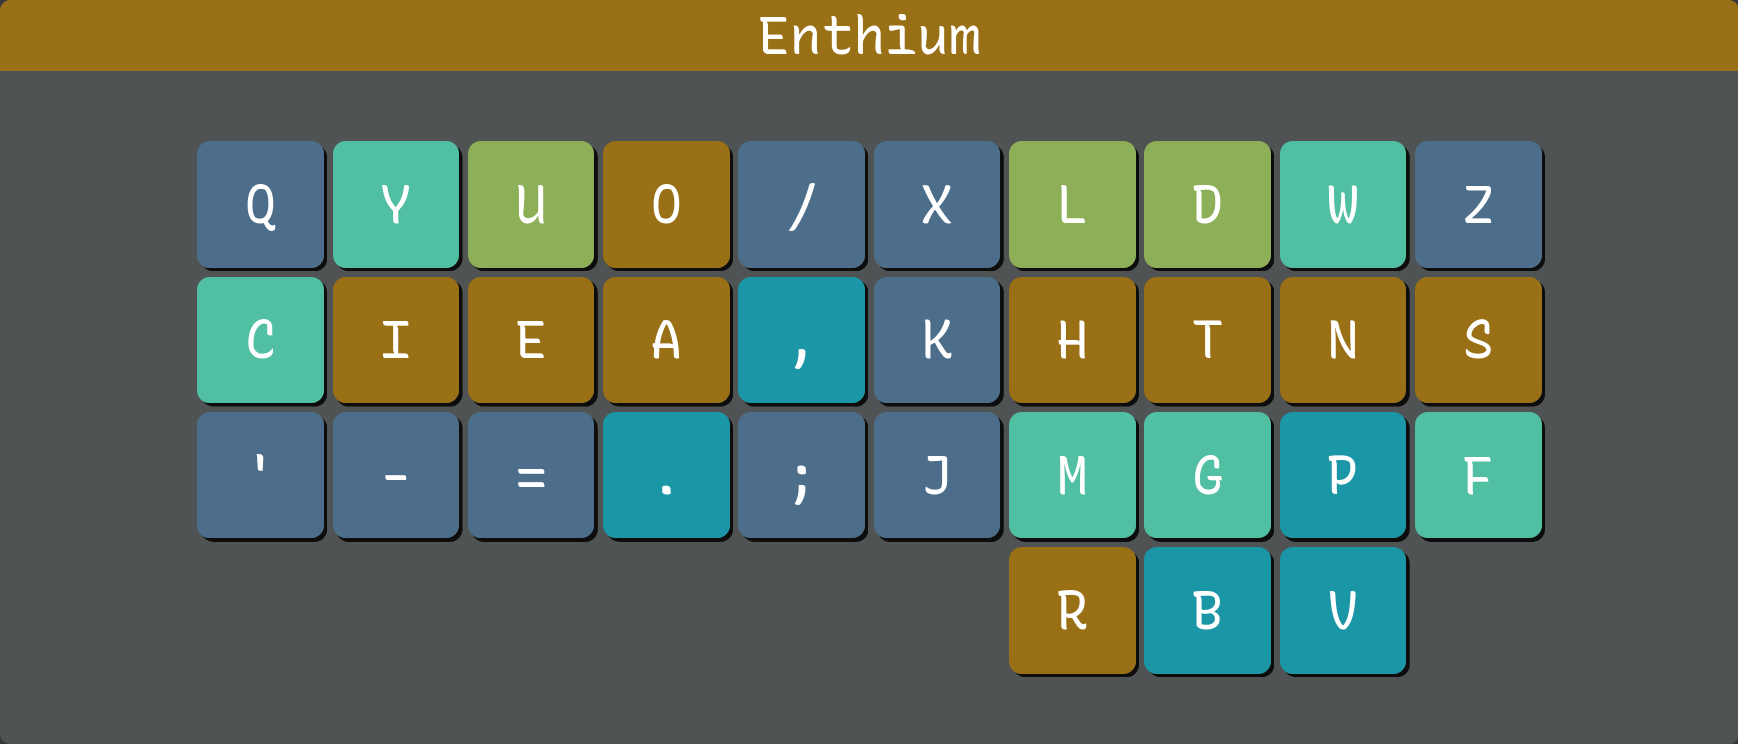 Enthium
Q Y U O / X L D W Z
C I E A , K H T N S
' - = . ; J M G P F
R B V